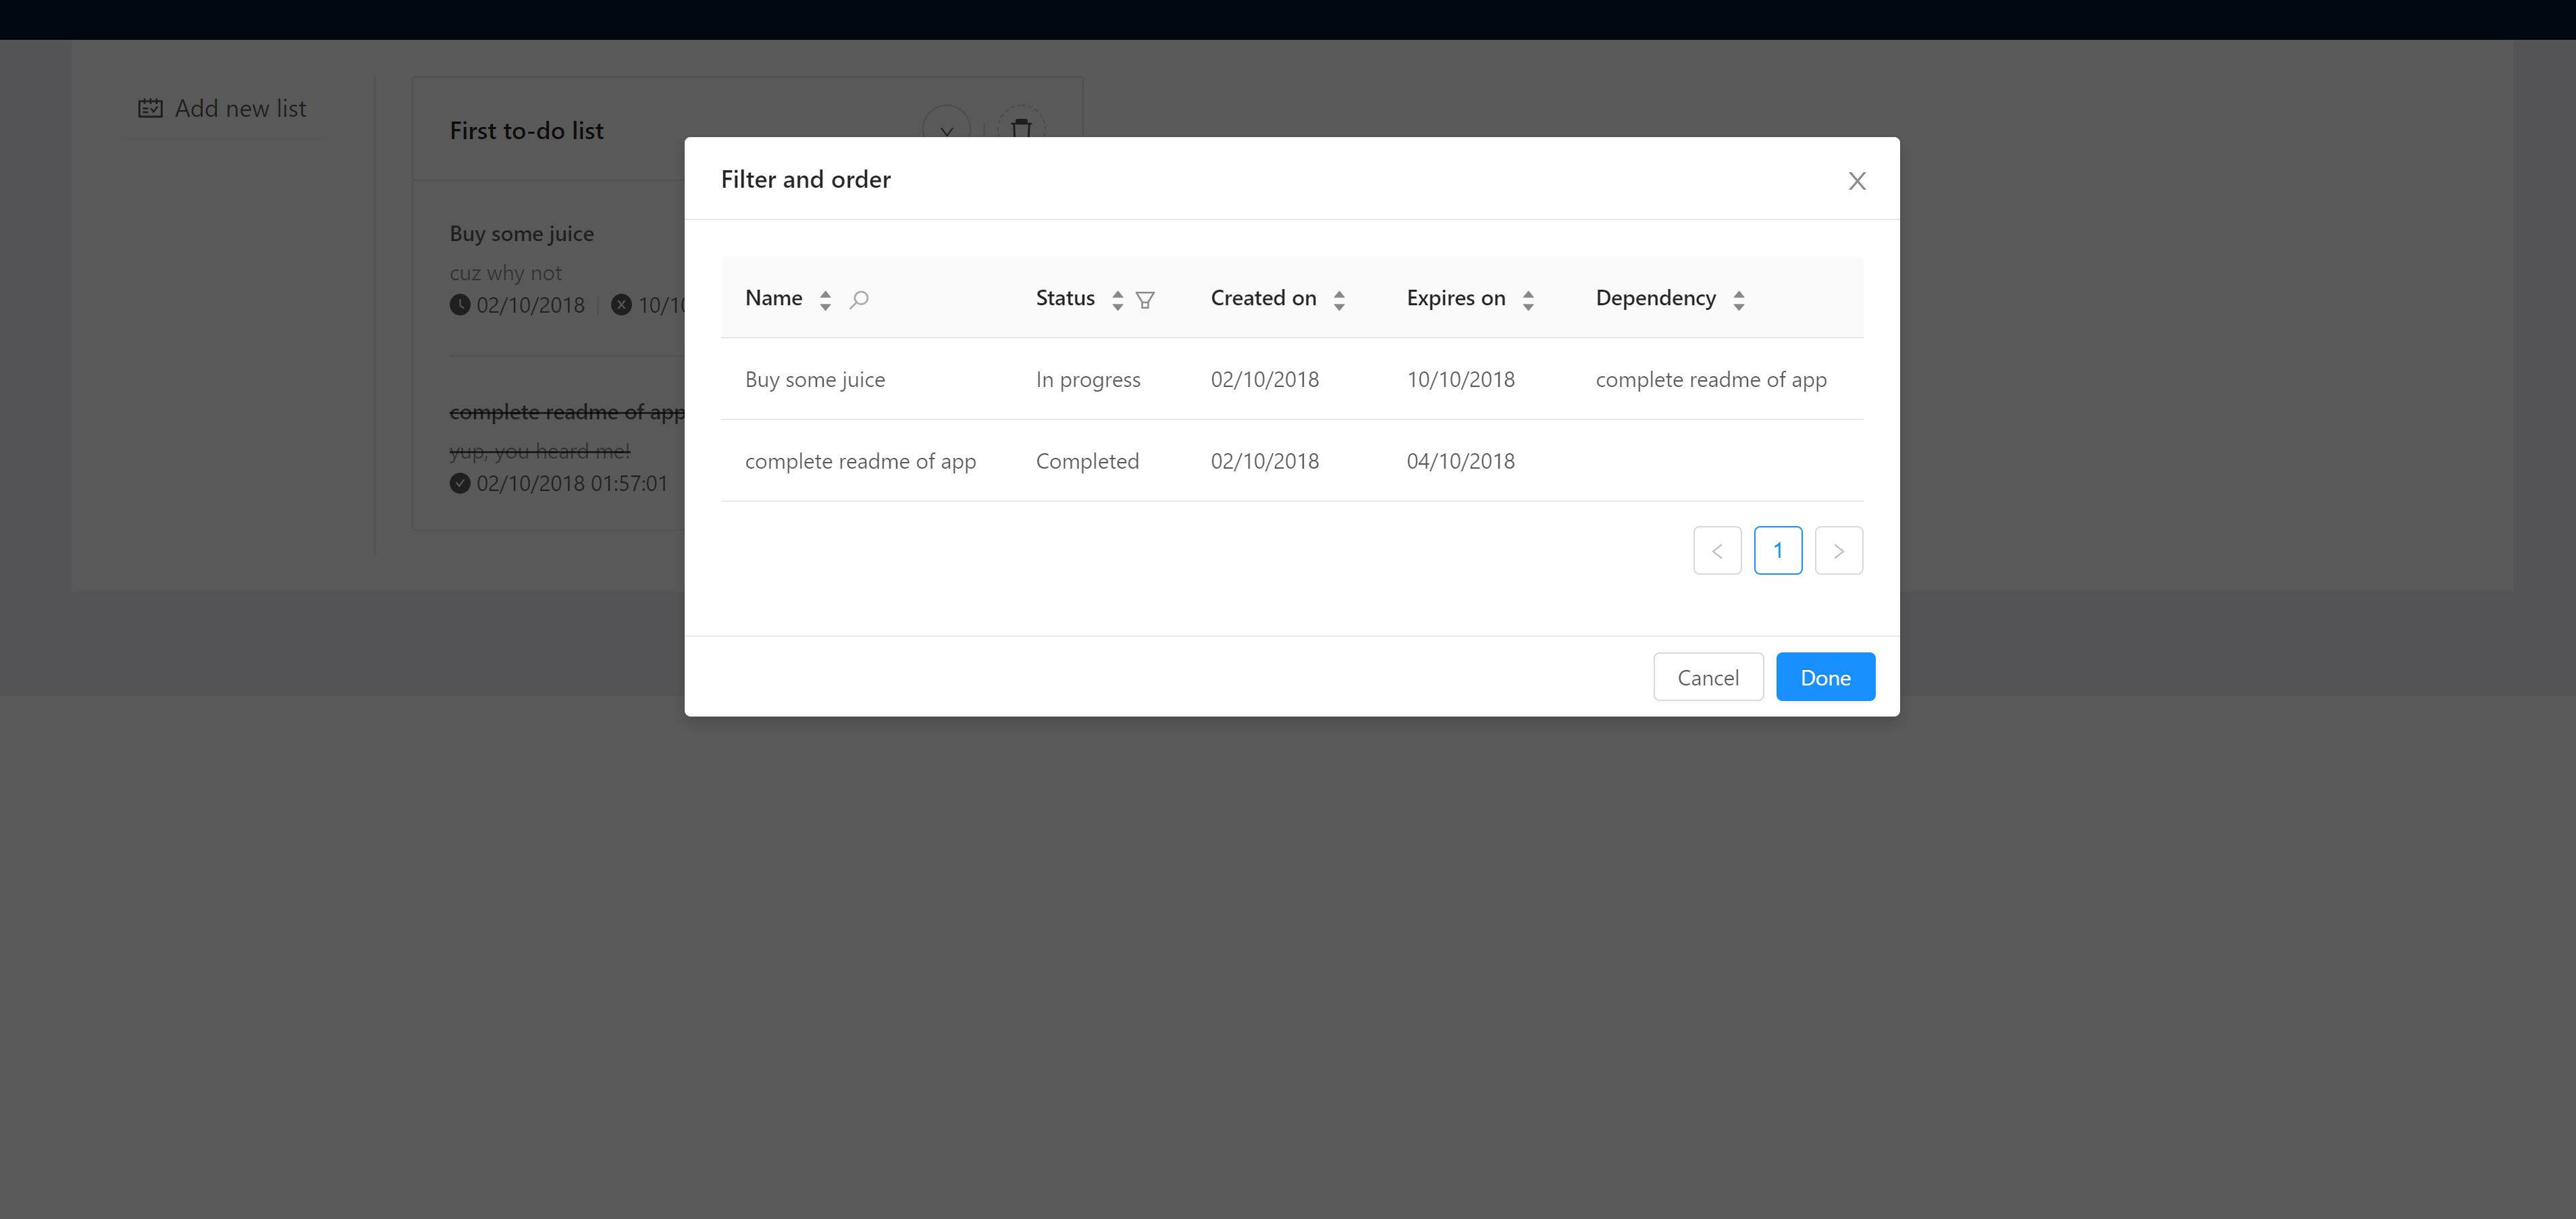 Add new list
First to-do list
Buy some juice
cuz why not
02/10/2018 10/10
complete readme of app
yup, you heard me!
02/10/2018 01:57:01
Filter and order
Name Status Created on Expires on Dependency
Buy some juice In progress 02/10/2018 10/10/2018 complete readme of app
complete readme of app Completed 02/10/2018 04/10/2018
1
Cancel Done